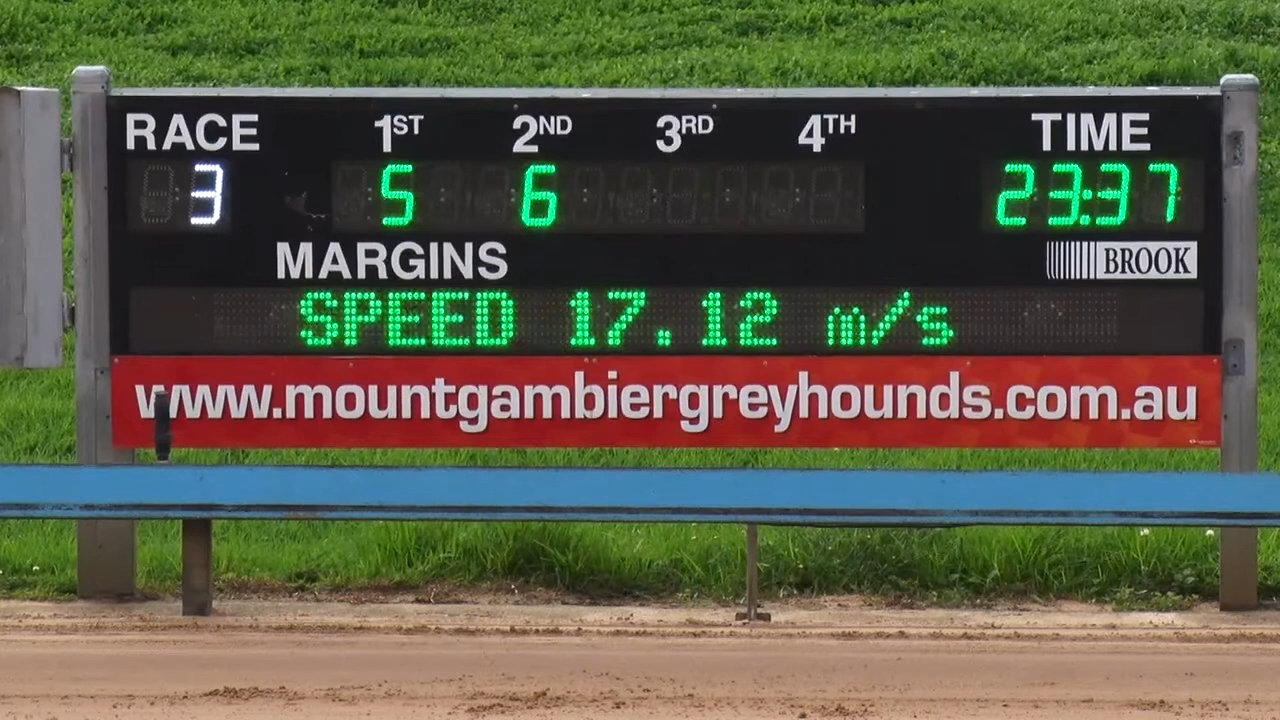 RACE 1ST 2ND 3RD 4TH TIME
3 5 6 23:37
MARGINS BROOK
SPEED 17.12 m/s
www.mountgambiergreyhounds.com.au